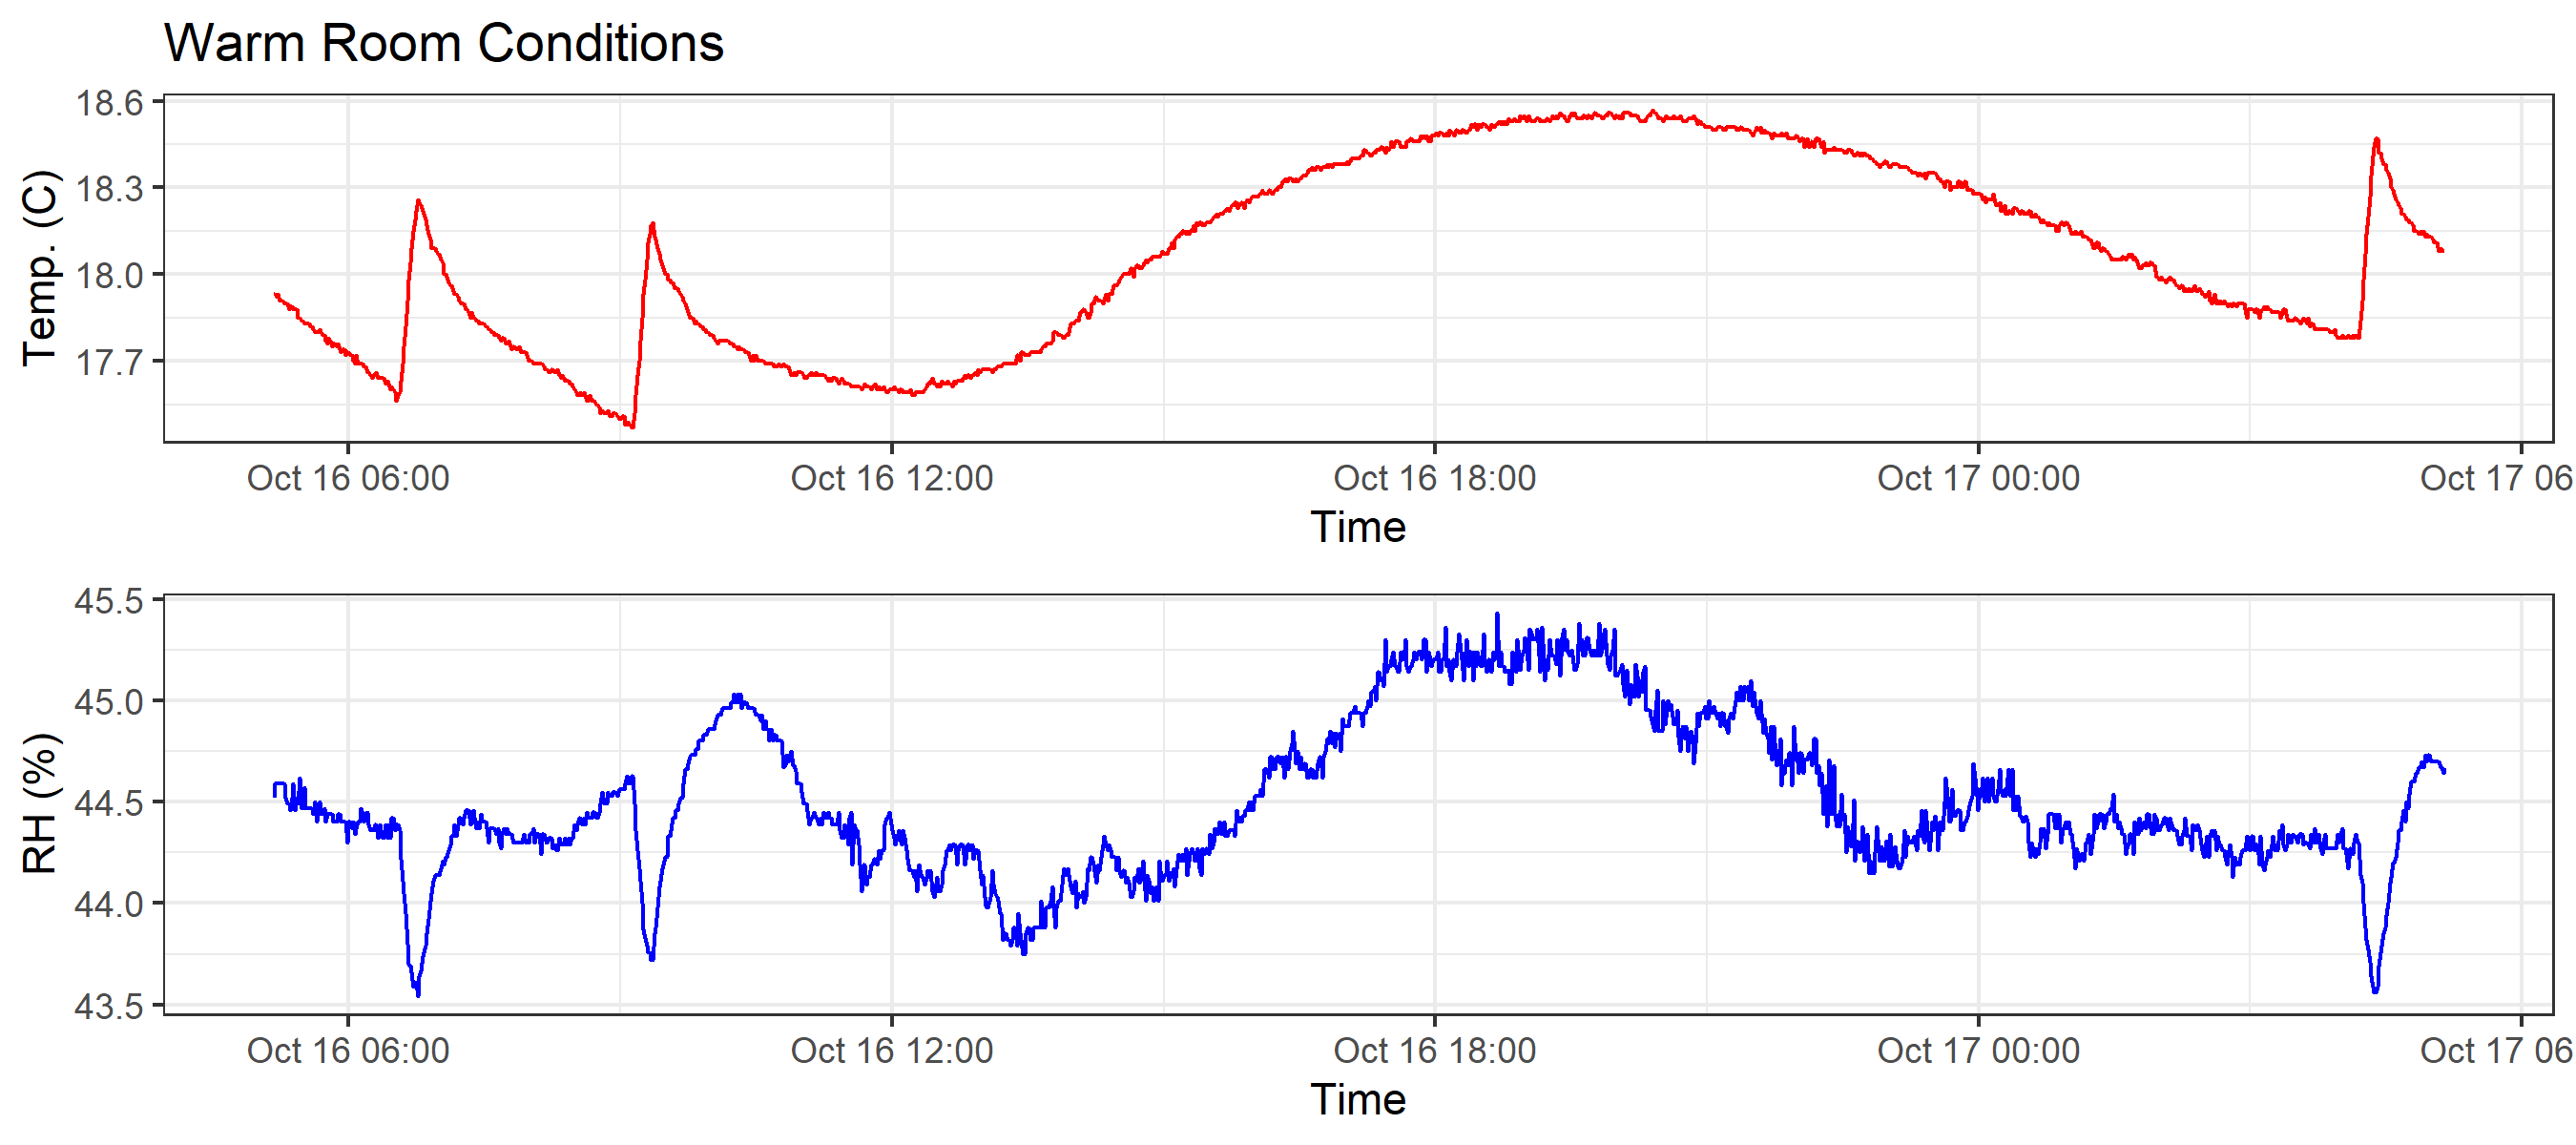 Warm Room Conditions
18.6
18.3
18.0
17.7
Temp. (C)
Oct 16 06:00 Oct 16 12:00 Oct 16 18:00 Oct 17 00:00 Oct 17 06
Time
45.5
45.0
44.5
44.0
43.5
RH (%)
Oct 16 06:00 Oct 16 12:00 Oct 16 18:00 Oct 17 00:00 Oct 17 06
Time